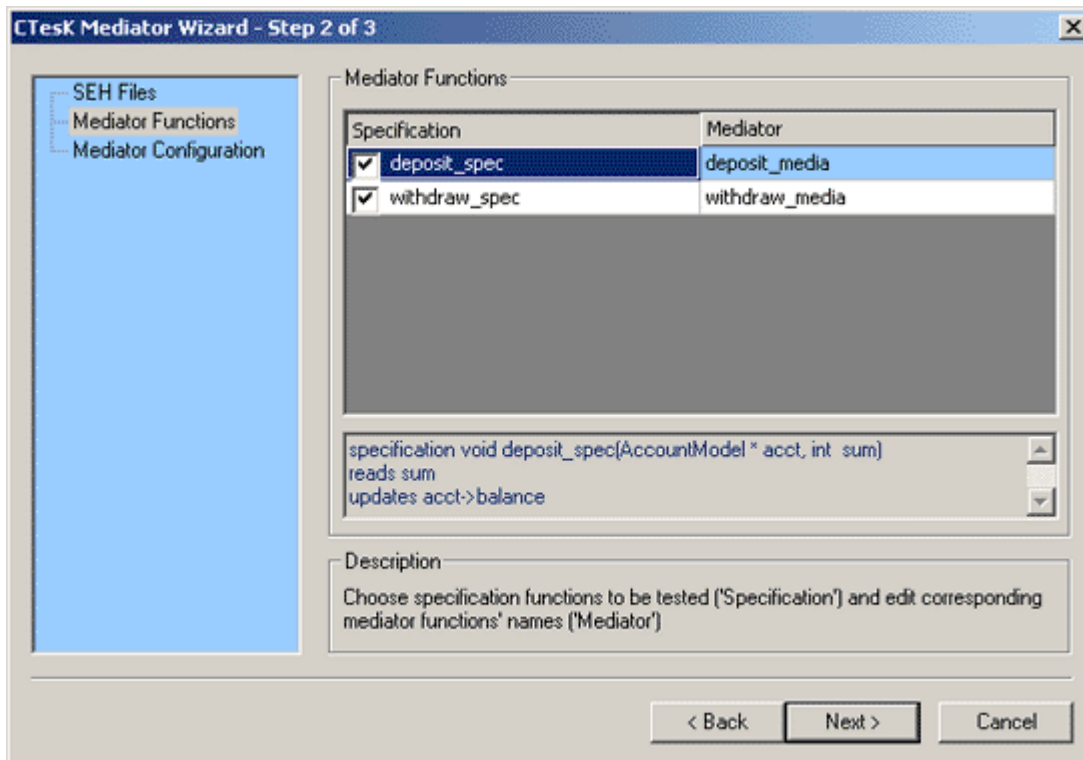 CTesK Mediator Wizard - Step 2 of 3
SEH Files
Mediator Functions
Mediator Configuration
Mediator Functions
Specification Mediator
deposit_spec deposit_media
withdraw_spec withdraw_media
specification void deposit_spec(AccountModel * acct, int sum)
reads sum
updates acct->balance
Description
Choose specification functions to be tested ('Specification') and edit corresponding
mediator functions' names ('Mediator')
< Back Next > Cancel